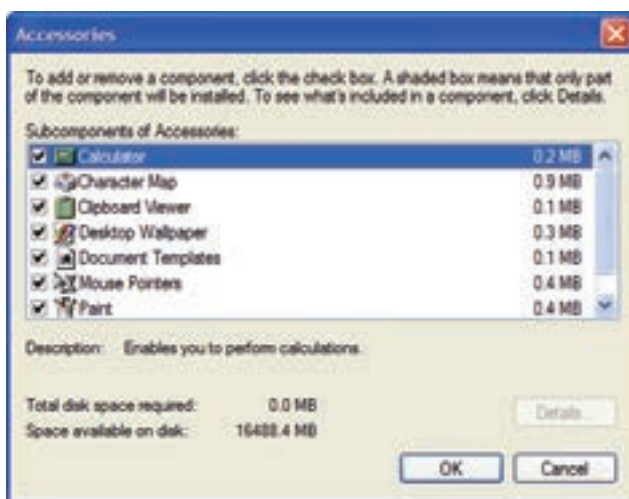 Accessories
To add or remove a component, click the check box. A shaded box means that only part
of the component will be installed. To see what's included in a component, click Details.
Subcomponents of Accessories:
Calculator 0.2 MB
Character Map 0.9 MB
Clipboard Viewer 0.1 MB
Desktop Wallpaper 0.3 MB
Document Templates 0.1 MB
Mouse Pointers 0.4 MB
Paint 0.4 MB
Description: Enables you to perform calculations.
Total disk space required: 0.0 MB
Space available on disk: 16488.4 MB
Details...
OK Cancel